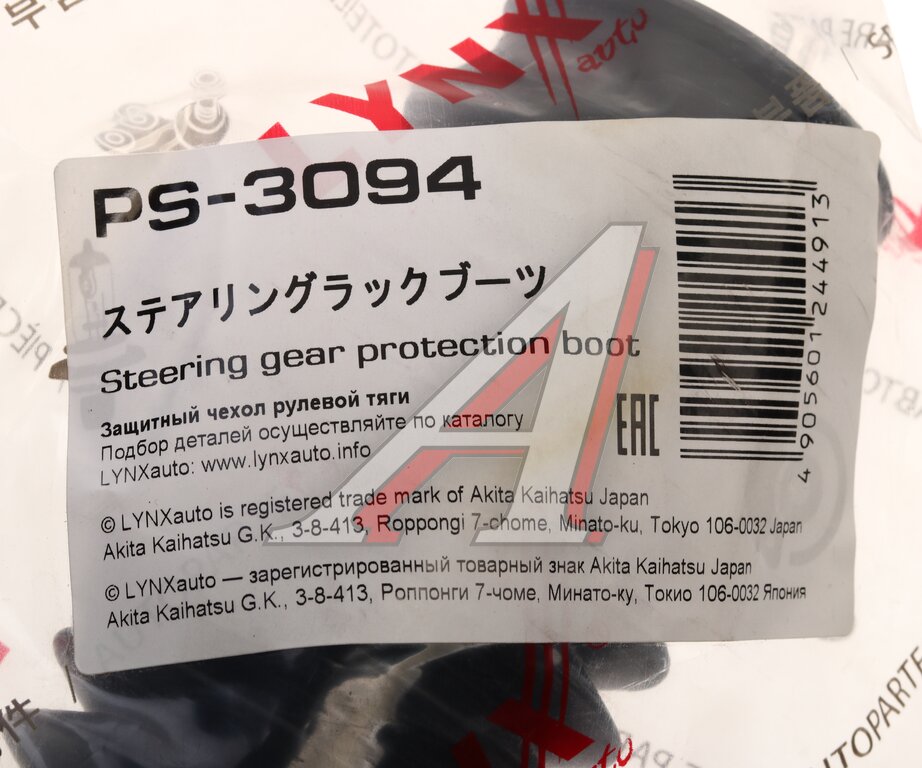 LYNX
auto
PS-3094
ステアリングラックブーツ
Steering gear protection boot
Защитный чехол рулевой тяги
Подбор деталей осуществляйте по каталогу
LYNXauto: www.lynxauto.info
EAC
4905601244913
© LYNXauto is registered trade mark of Akita Kaihatsu Japan
Akita Kaihatsu G.K., 3-8-413, Roppongi 7-chome, Minato-ku, Tokyo 106-0032 Japan
© LYNXauto — зарегистрированный товарный знак Akita Kaihatsu Japan
Akita Kaihatsu G.K., 3-8-413, Роппонги 7-чоме, Минато-ку, Токио 106-0032 Япония